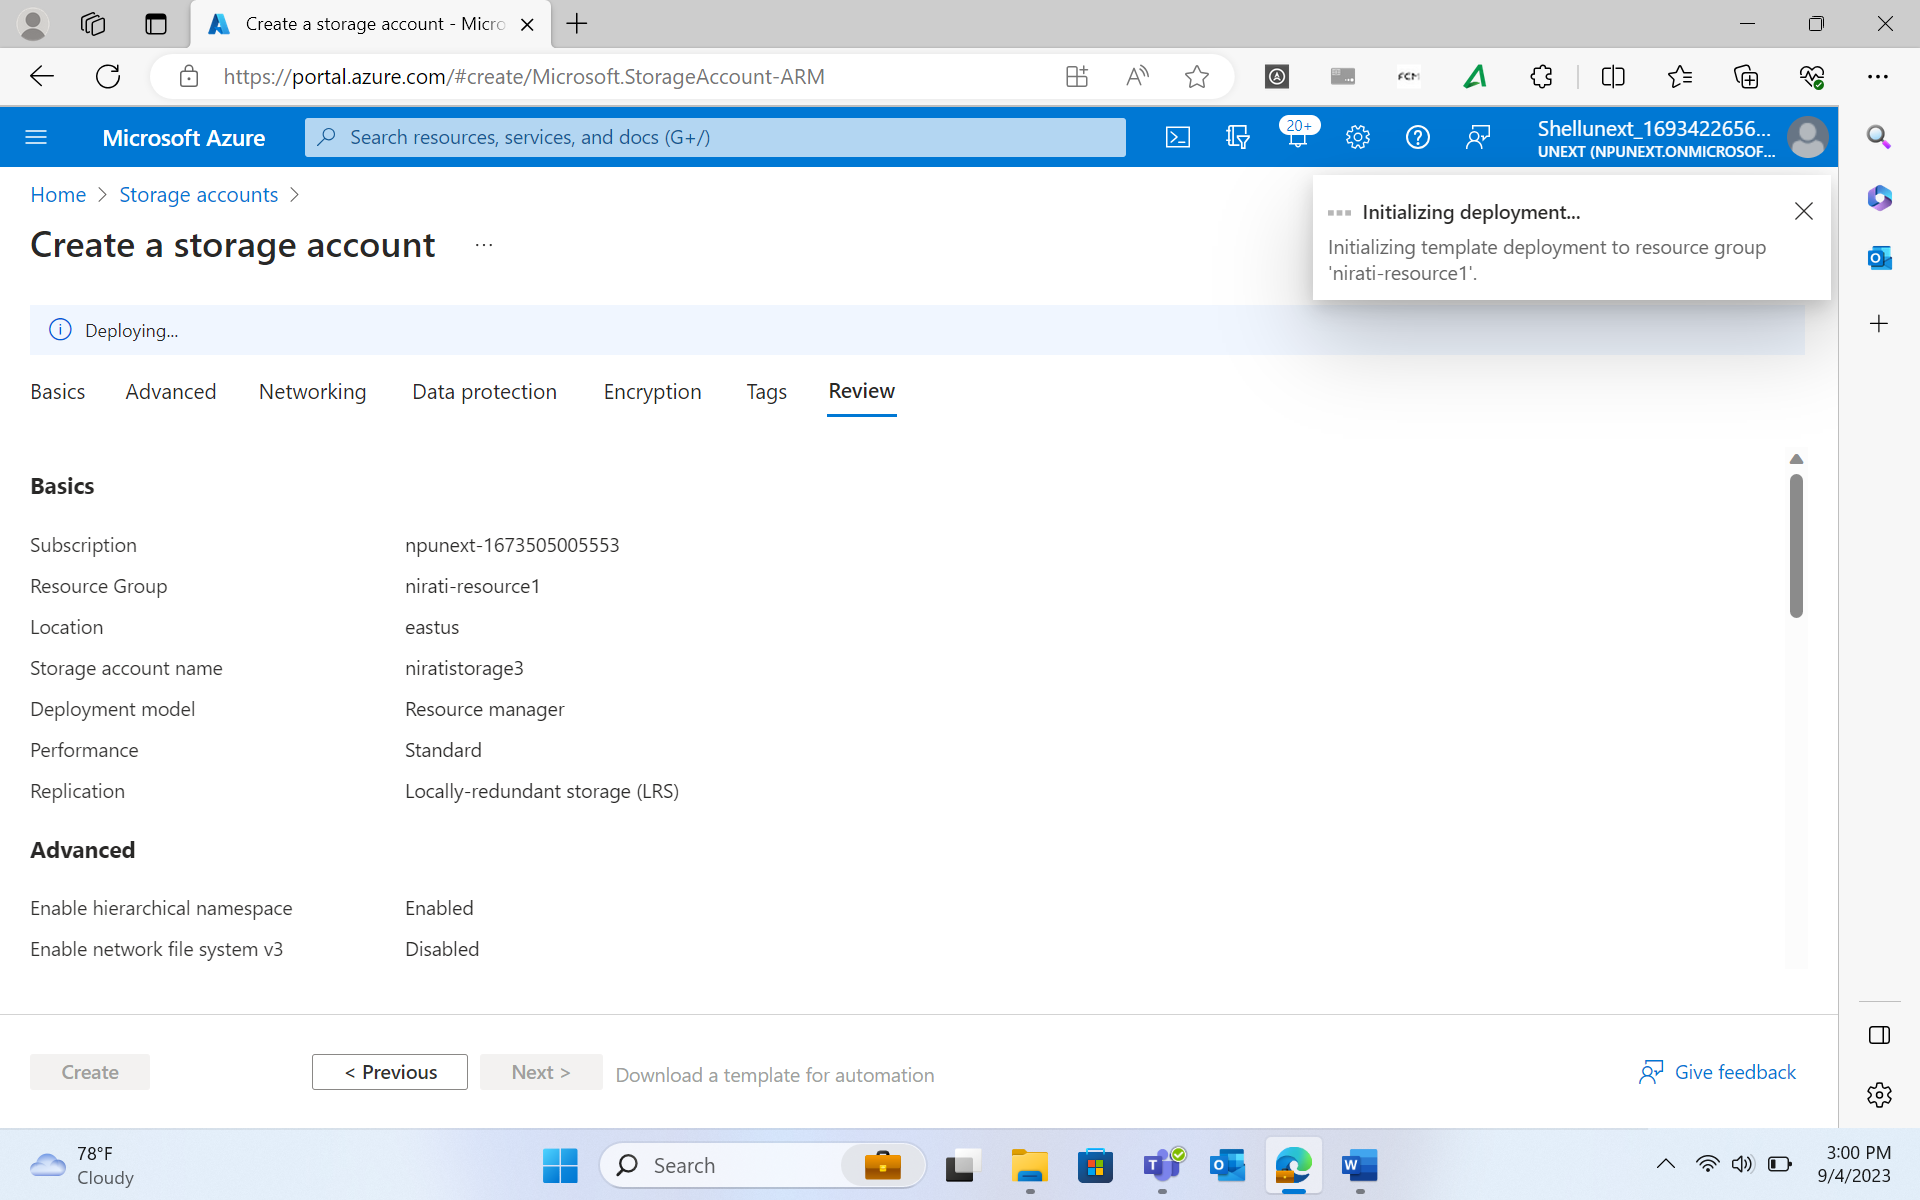 Create a storage account - Micro
https://portal.azure.com/#create/Microsoft.StorageAccount-ARM
FCM
Microsoft Azure
Search resources, services, and docs (G+/)
20+
Shellunext_1693422656...
UNEXT (NPUNEXT.ONMICROSOF...
Home > Storage accounts >
Create a storage account ...
Initializing deployment...
Initializing template deployment to resource group
'nirati-resource1'.
Deploying...
Basics Advanced Networking Data protection Encryption Tags Review
Basics
Subscription npunext-1673505005553
Resource Group nirati-resource1
Location eastus
Storage account name niratistorage3
Deployment model Resource manager
Performance Standard
Replication Locally-redundant storage (LRS)
Advanced
Enable hierarchical namespace Enabled
Enable network file system v3 Disabled
Create < Previous Next > Download a template for automation Give feedback
78°F
Cloudy
Search
3:00 PM
9/4/2023